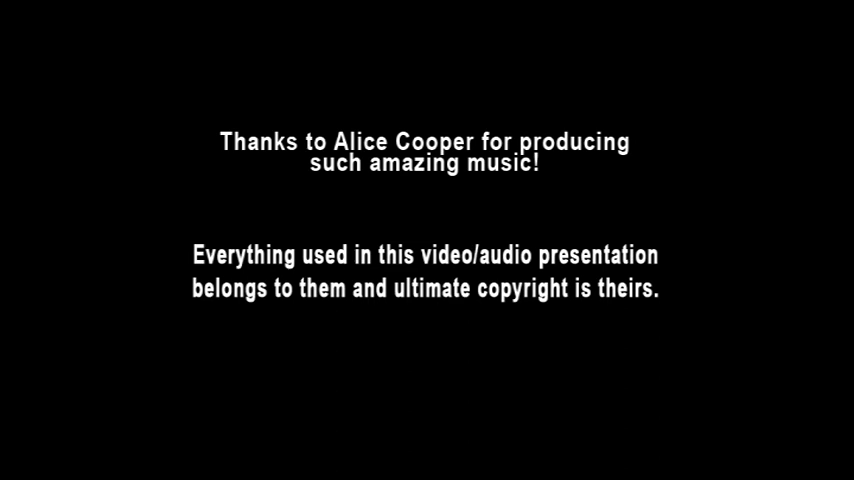 Thanks to Alice Cooper for producing
such amazing music!
Everything used in this video/audio presentation
belongs to them and ultimate copyright is theirs.